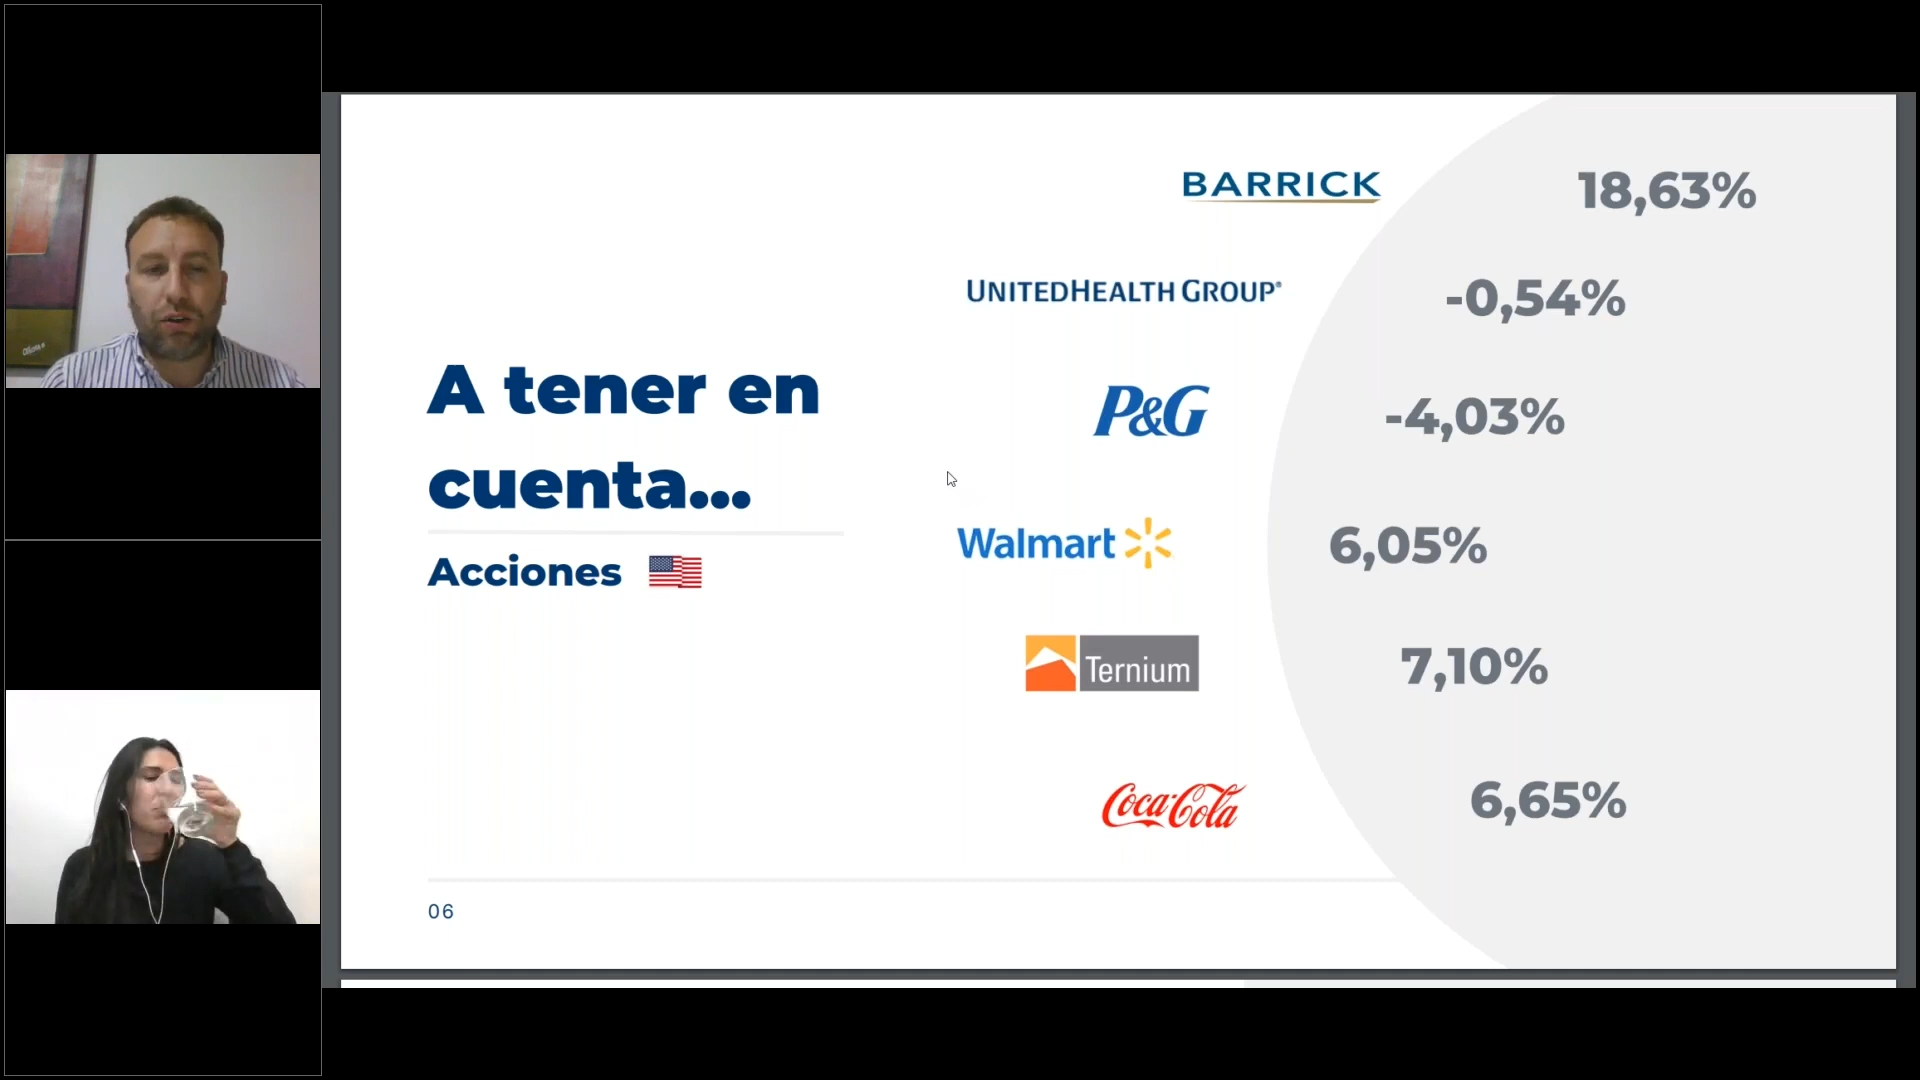 A tener en
cuenta...
Acciones
BARRICK
18,63%
UNITEDHEALTH GROUP®
-0,54%
P&G
-4,03%
Walmart
6,05%
Ternium
7,10%
Coca-Cola
6,65%
06